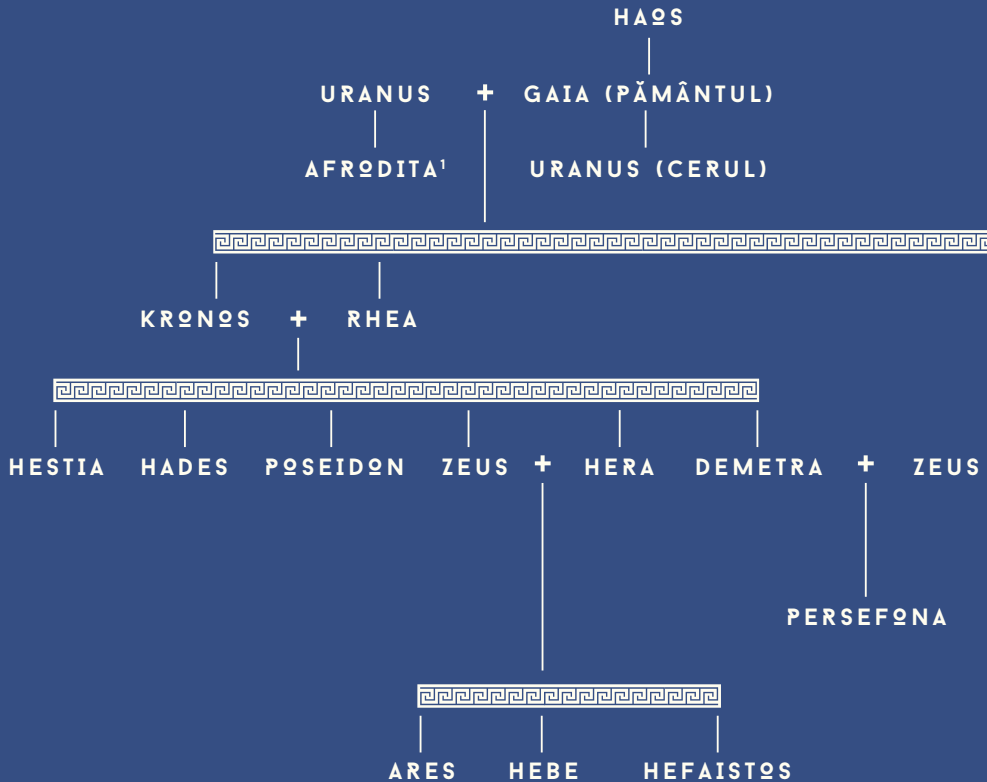 HAOS
URANUS + GAIA (PĂMÂNTUL)
AFRODITA¹ URANUS (CERUL)
KRONOS + RHEA
HESTIA HADES POSEIDON ZEUS + HERA DEMETRA + ZEUS
PERSEFONA
ARES HEBE HEFAISTOS